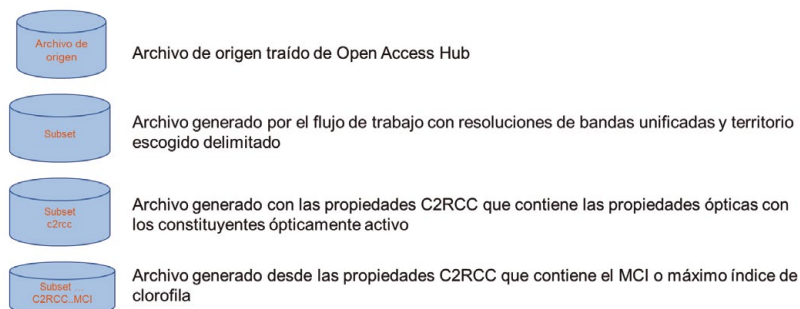 Archivo de
origen
Archivo de origen traído de Open Access Hub
Subset
Archivo generado por el flujo de trabajo con resoluciones de bandas unificadas y territorio
escogido delimitado
Subset
c2rcc
Archivo generado con las propiedades C2RCC que contiene las propiedades ópticas con
los constituyentes ópticamente activo
Subset ...
C2RCC..MCI
Archivo generado desde las propiedades C2RCC que contiene el MCI o máximo índice de
clorofila